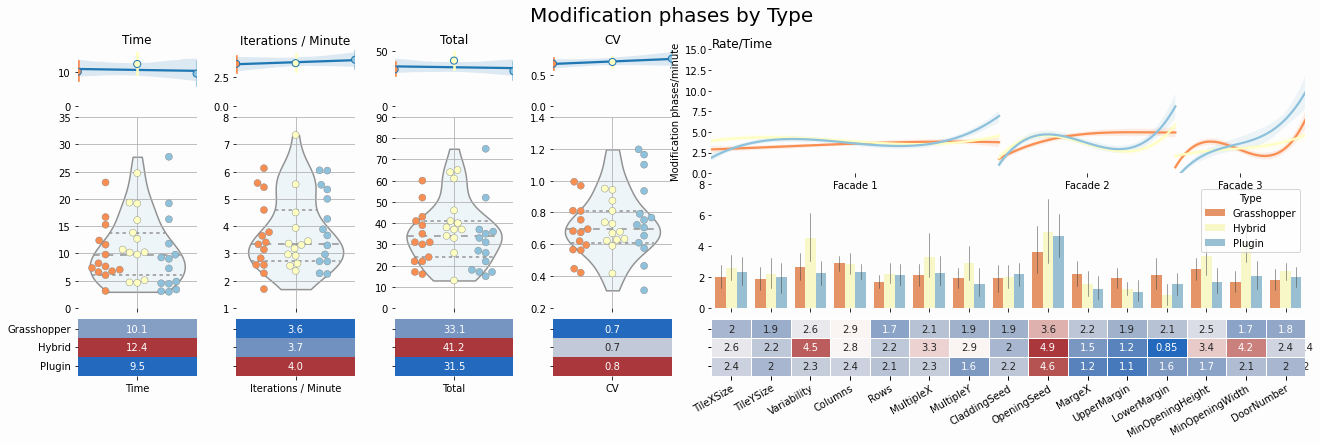 Modification phases by Type
Time
Iterations / Minute
Total
CV
Rate/Time
10
0
2.5
0.0
50
0
0.5
0.0
Modification phases/minute
15.0
12.5
10.0
7.5
5.0
2.5
0.0
Facade 1
Facade 2
Facade 3
35
30
25
20
15
10
5
0
8
7
6
5
4
3
2
1
90
80
70
60
50
40
30
20
10
0
1.4
1.2
1.0
0.8
0.6
0.4
0.2
8
6
4
2
0
Type
Grasshopper
Hybrid
Plugin
Grasshopper 10.1 3.6 33.1 0.7 2 1.9 2.6 2.9 1.7 2.1 1.9 1.9 3.6 2.2 1.9 2.1 2.5 1.7 1.8
Hybrid 12.4 3.7 41.2 0.7 2.6 2.2 4.5 2.8 2.2 3.3 2.9 2 4.9 1.5 1.2 0.85 3.4 4.2 2.4 4
Plugin 9.5 4.0 31.5 0.8 2.4 2 2.3 2.4 2.1 2.3 1.6 2.2 4.6 1.2 1.1 1.6 1.7 2.1 2 2
Time
Iterations / Minute
Total
CV
TileXSize
TileYSize
Variability
Columns
Rows
MultipleX
MultipleY
CladdingSeed
OpeningSeed
MargeX
UpperMargin
LowerMargin
MinOpeningHeight
MinOpeningWidth
DoorNumber